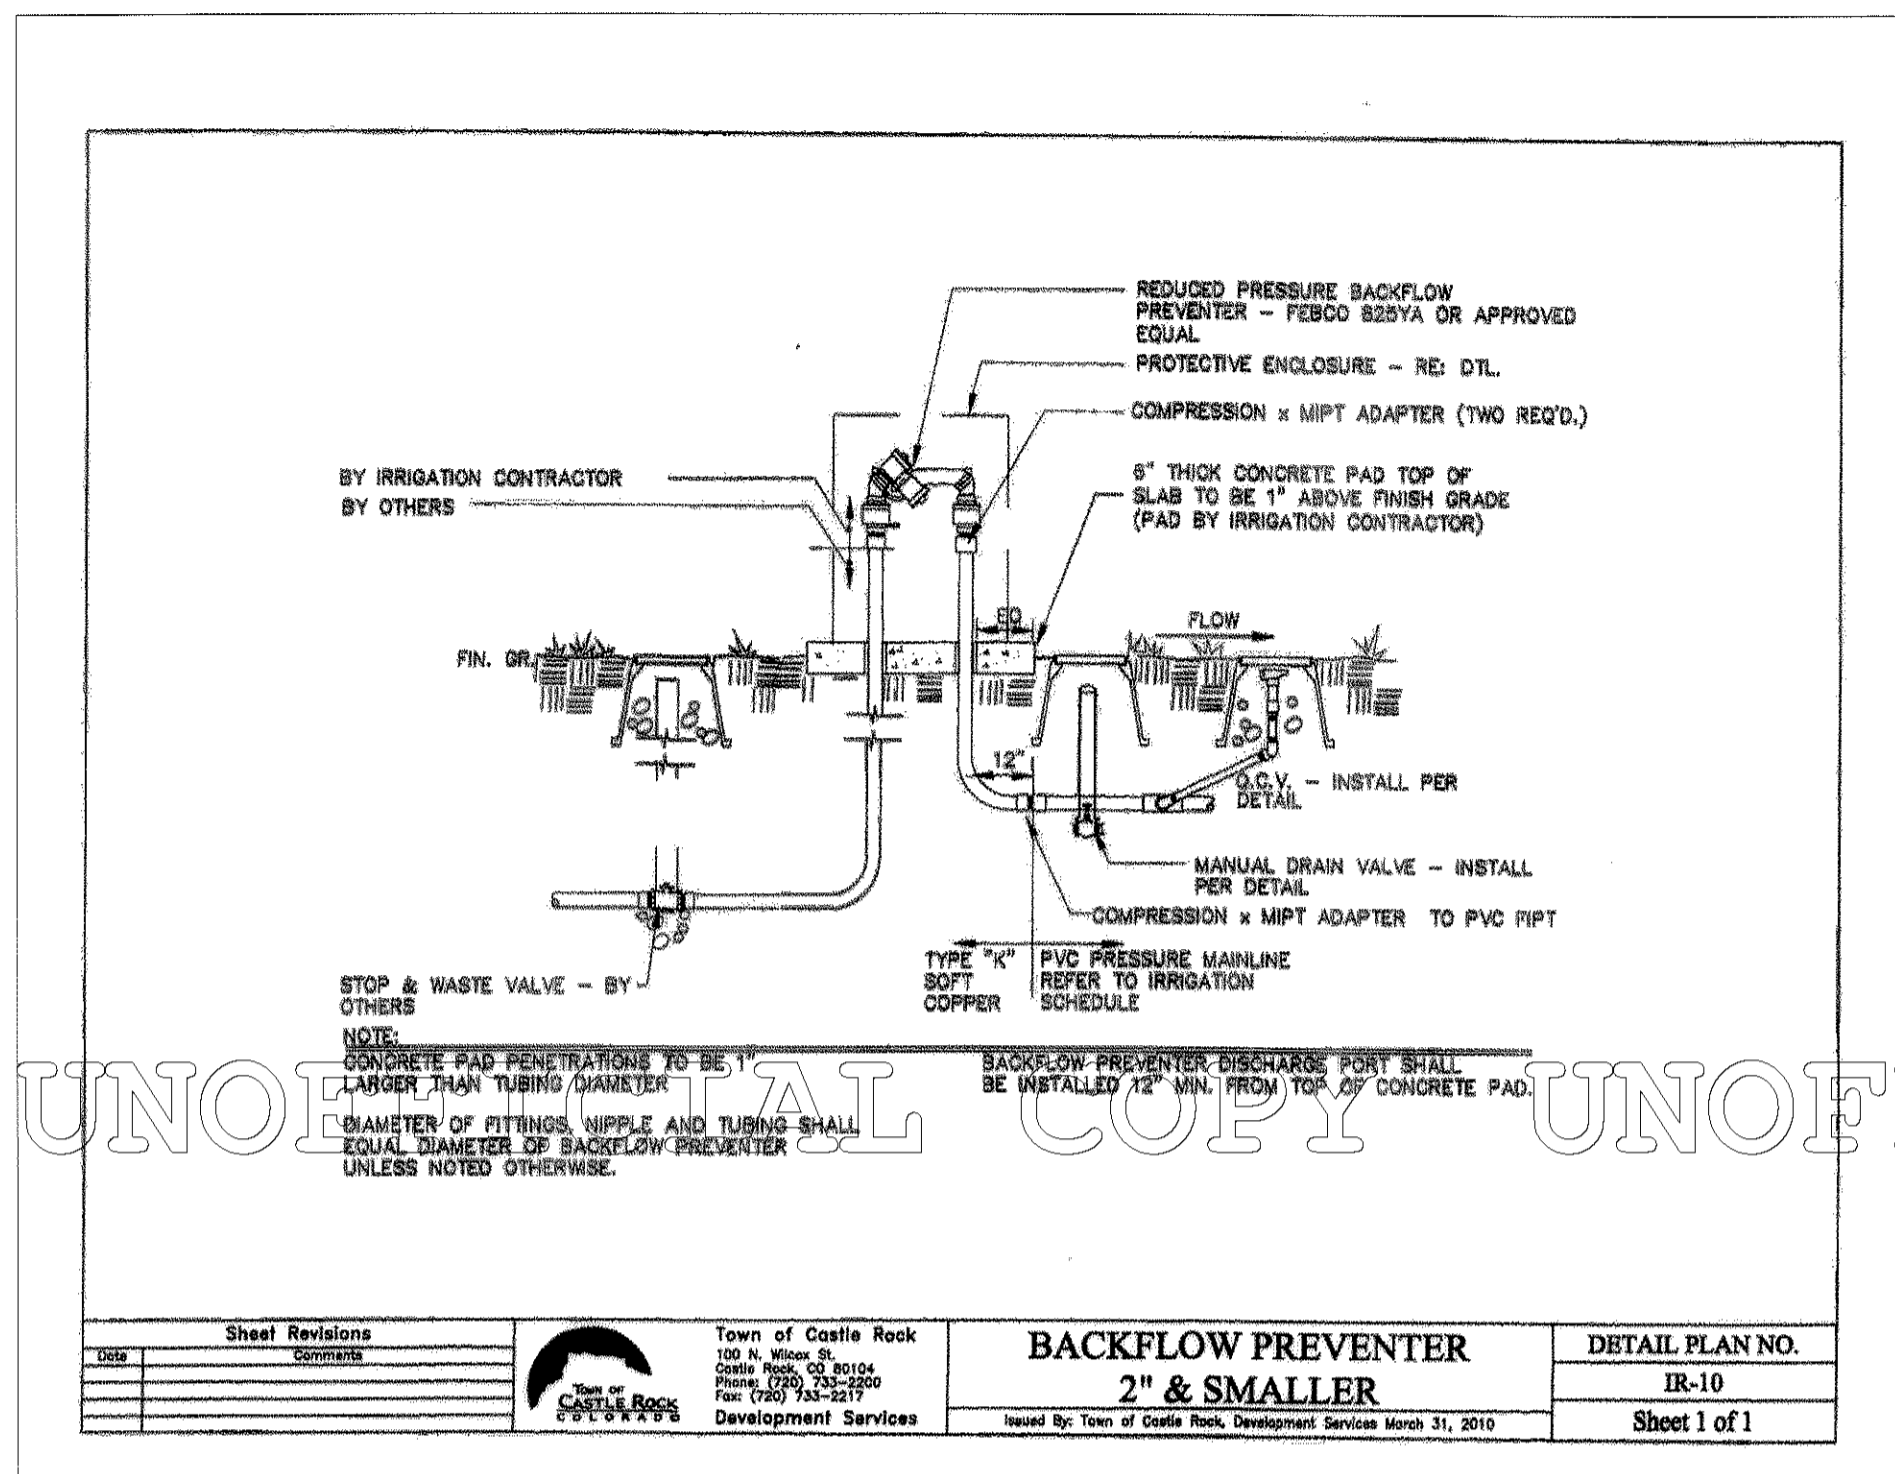 REDUCED PRESSURE BACKFLOW
PREVENTER - FEBCO 825YA OR APPROVED
EQUAL
PROTECTIVE ENCLOSURE - RE: DTL.
COMPRESSION x MIPT ADAPTER (TWO REQ'D.)
BY IRRIGATION CONTRACTOR
BY OTHERS
6" THICK CONCRETE PAD TOP OF
SLAB TO BE 1" ABOVE FINISH GRADE
(PAD BY IRRIGATION CONTRACTOR)
EQ
FLOW
FIN. GR.
12"
Q.C.V. - INSTALL PER
DETAIL
MANUAL DRAIN VALVE - INSTALL
PER DETAIL
COMPRESSION x MIPT ADAPTER TO PVC FIPT
TYPE "K"
SOFT
COPPER
PVC PRESSURE MAINLINE
REFER TO IRRIGATION
SCHEDULE
STOP & WASTE VALVE - BY
OTHERS
NOTE:
CONCRETE PAD PENETRATIONS TO BE 1"
LARGER THAN TUBING DIAMETER
DIAMETER OF FITTINGS, NIPPLE AND TUBING SHALL
EQUAL DIAMETER OF BACKFLOW PREVENTER
UNLESS NOTED OTHERWISE.
BACKFLOW PREVENTER DISCHARGE PORT SHALL
BE INSTALLED 12" MIN. FROM TOP OF CONCRETE PAD.
UNOFFICIAL COPY UNOF
Sheet Revisions
Date Comments
TOWN OF
CASTLE ROCK
COLORADO
Town of Castle Rock
100 N. Wilcox St.
Castle Rock, CO 80104
Phone: (720) 733-2200
Fax: (720) 733-2217
Development Services
BACKFLOW PREVENTER
2" & SMALLER
Issued By: Town of Castle Rock, Development Services March 31, 2010
DETAIL PLAN NO.
IR-10
Sheet 1 of 1